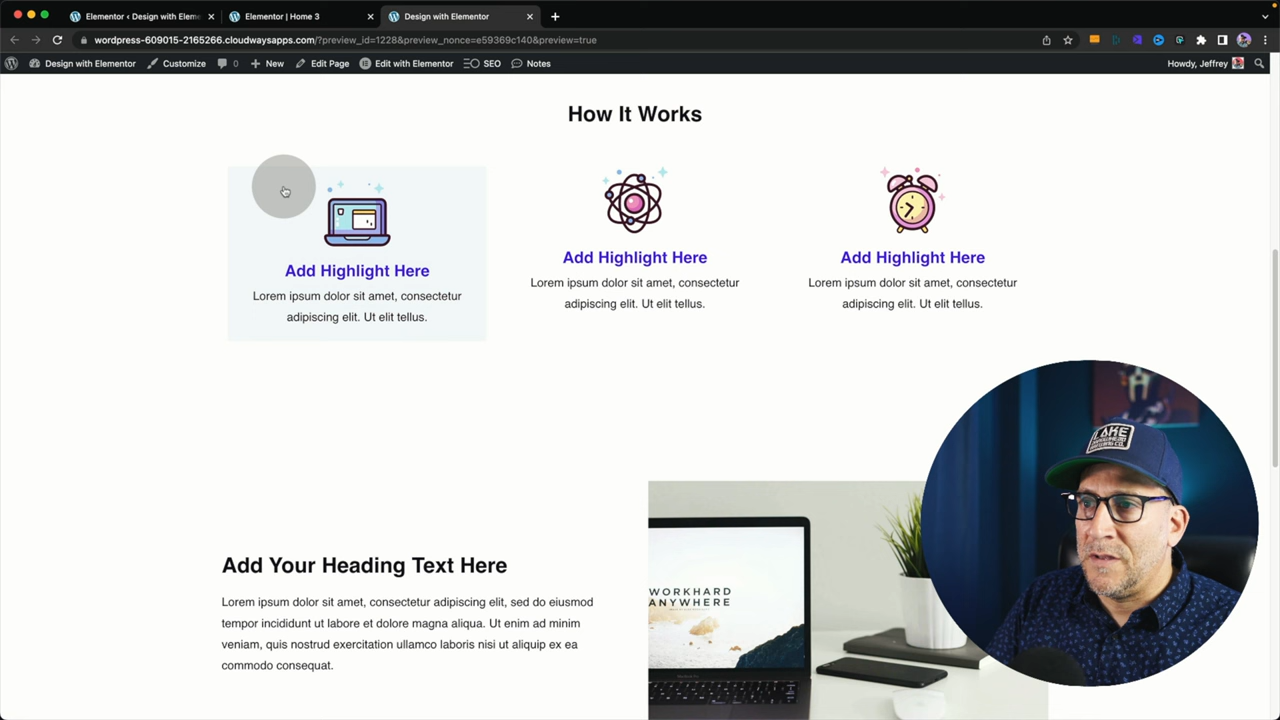 Elementor ‹ Design with Eleme
Elementor | Home 3
Design with Elementor
wordpress-609015-2165266.cloudwaysapps.com/?preview_id=1228&preview_nonce=e59369c140&preview=true
Design with Elementor
Customize
0
New
Edit Page
Edit with Elementor
SEO
Notes
Howdy, Jeffrey
How It Works
Add Highlight Here
Lorem ipsum dolor sit amet, consectetur
adipiscing elit. Ut elit tellus.
Add Highlight Here
Lorem ipsum dolor sit amet, consectetur
adipiscing elit. Ut elit tellus.
Add Highlight Here
Lorem ipsum dolor sit amet, consectetur
adipiscing elit. Ut elit tellus.
Add Your Heading Text Here
Lorem ipsum dolor sit amet, consectetur adipiscing elit, sed do eiusmod
tempor incididunt ut labore et dolore magna aliqua. Ut enim ad minim
veniam, quis nostrud exercitation ullamco laboris nisi ut aliquip ex ea
commodo consequat.
WORKHARD
ANYWHERE
LAKE